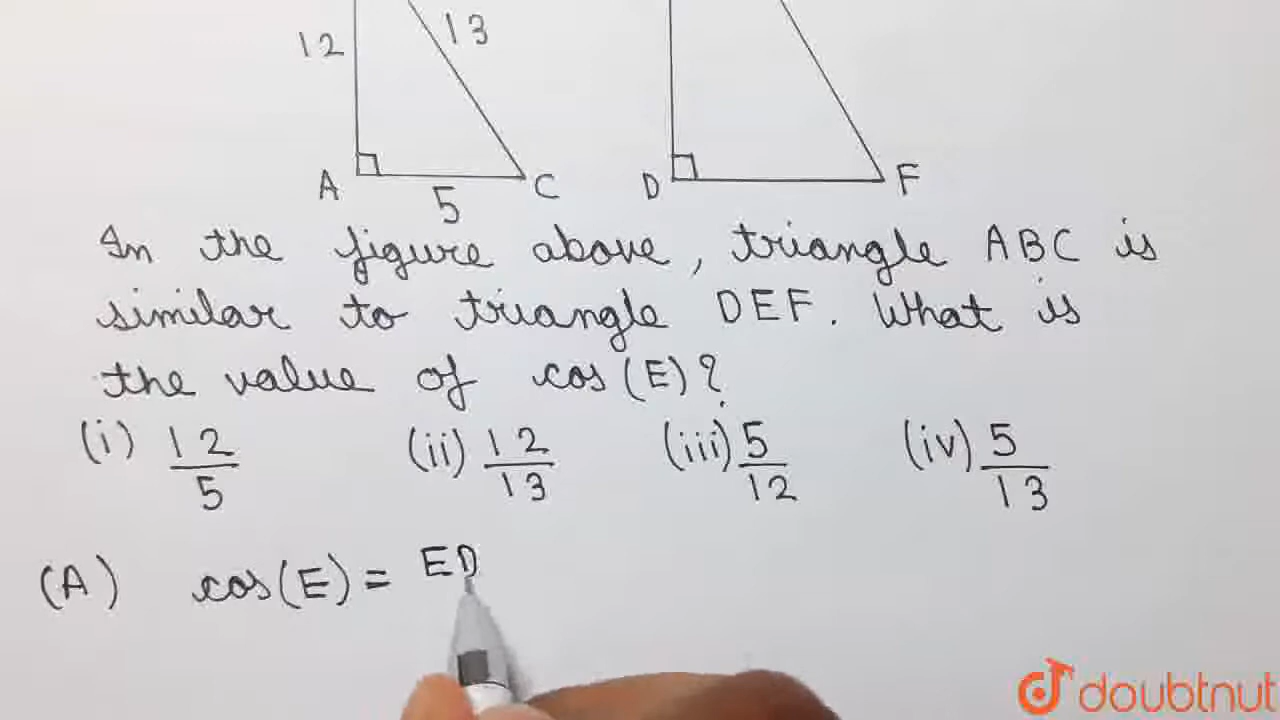 12 13
A 5 C D F
In the figure above, triangle ABC is
similar to triangle DEF. What is
the value of cos(E)?
(i) 12/5 (ii) 12/13 (iii) 5/12 (iv) 5/13
(A) cos(E) = ED
doubtnut